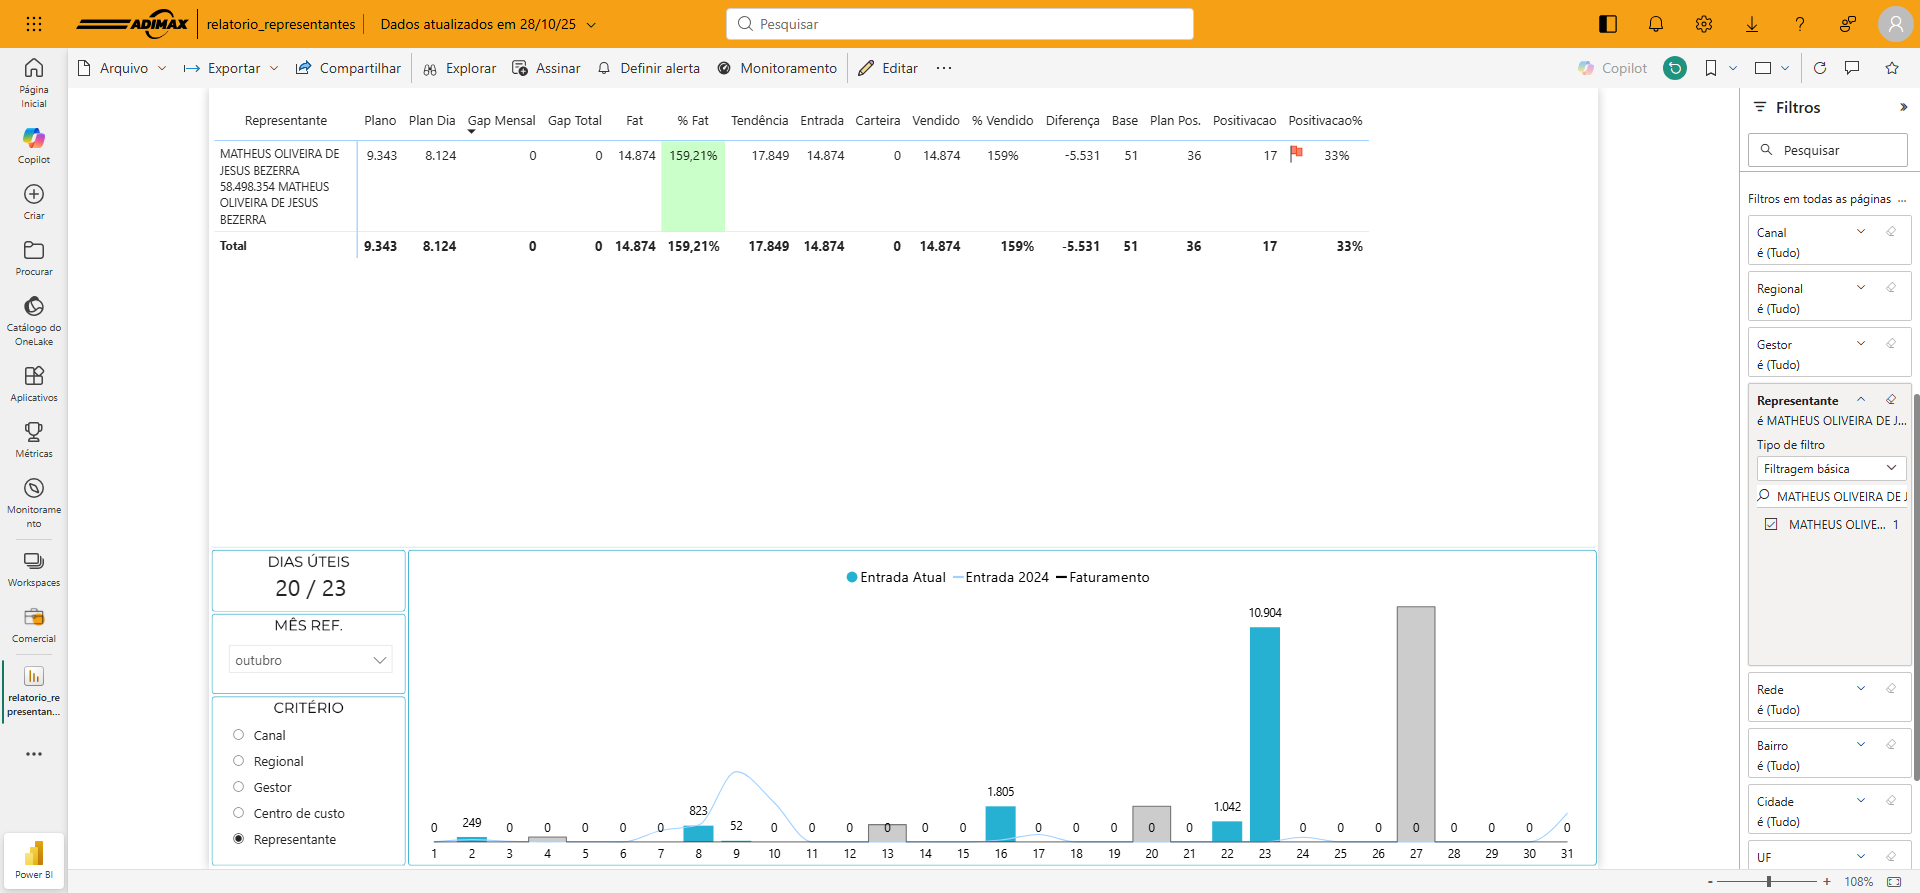 ADIMAX relatorio_representantes Dados atualizados em 28/10/25 Pesquisar A
Arquivo Exportar Compartilhar Explorar Assinar Definir alerta Monitoramento Editar Copilot
Página Inicial
Copilot
Criar
Procurar
Catálogo do OneLake
Aplicativos
Métricas
Monitoramento
Workspaces
Comercial
relatorio_representan...
Power BI
Representante Plano Plan Dia Gap Mensal Gap Total Fat % Fat Tendência Entrada Carteira Vendido % Vendido Diferença Base Plan Pos. Positivacao Positivacao%
MATHEUS OLIVEIRA DE 9.343 8.124 0 0 14.874 159,21% 17.849 14.874 0 14.874 159% -5.531 51 36 17 33%
JESUS BEZERRA
58.498.354 MATHEUS
OLIVEIRA DE JESUS
BEZERRA
Total 9.343 8.124 0 0 14.874 159,21% 17.849 14.874 0 14.874 159% -5.531 51 36 17 33%
DIAS ÚTEIS
20 / 23
MÊS REF.
outubro
CRITÉRIO
Canal
Regional
Gestor
Centro de custo
Representante
Entrada Atual Entrada 2024 Faturamento
0 249 0 0 0 0 0 823 52 0 0 0 0 0 0 1.805 0 0 0 0 0 1.042 10.904 0 0 0 0 0 0 0 0
1 2 3 4 5 6 7 8 9 10 11 12 13 14 15 16 17 18 19 20 21 22 23 24 25 26 27 28 29 30 31
Filtros
Pesquisar
Filtros em todas as páginas ...
Canal
é (Tudo)
Regional
é (Tudo)
Gestor
é (Tudo)
Representante
é MATHEUS OLIVEIRA DE J...
Tipo de filtro
Filtragem básica
MATHEUS OLIVEIRA DE J
MATHEUS OLIVE... 1
Rede
é (Tudo)
Bairro
é (Tudo)
Cidade
é (Tudo)
UF
- + 108%